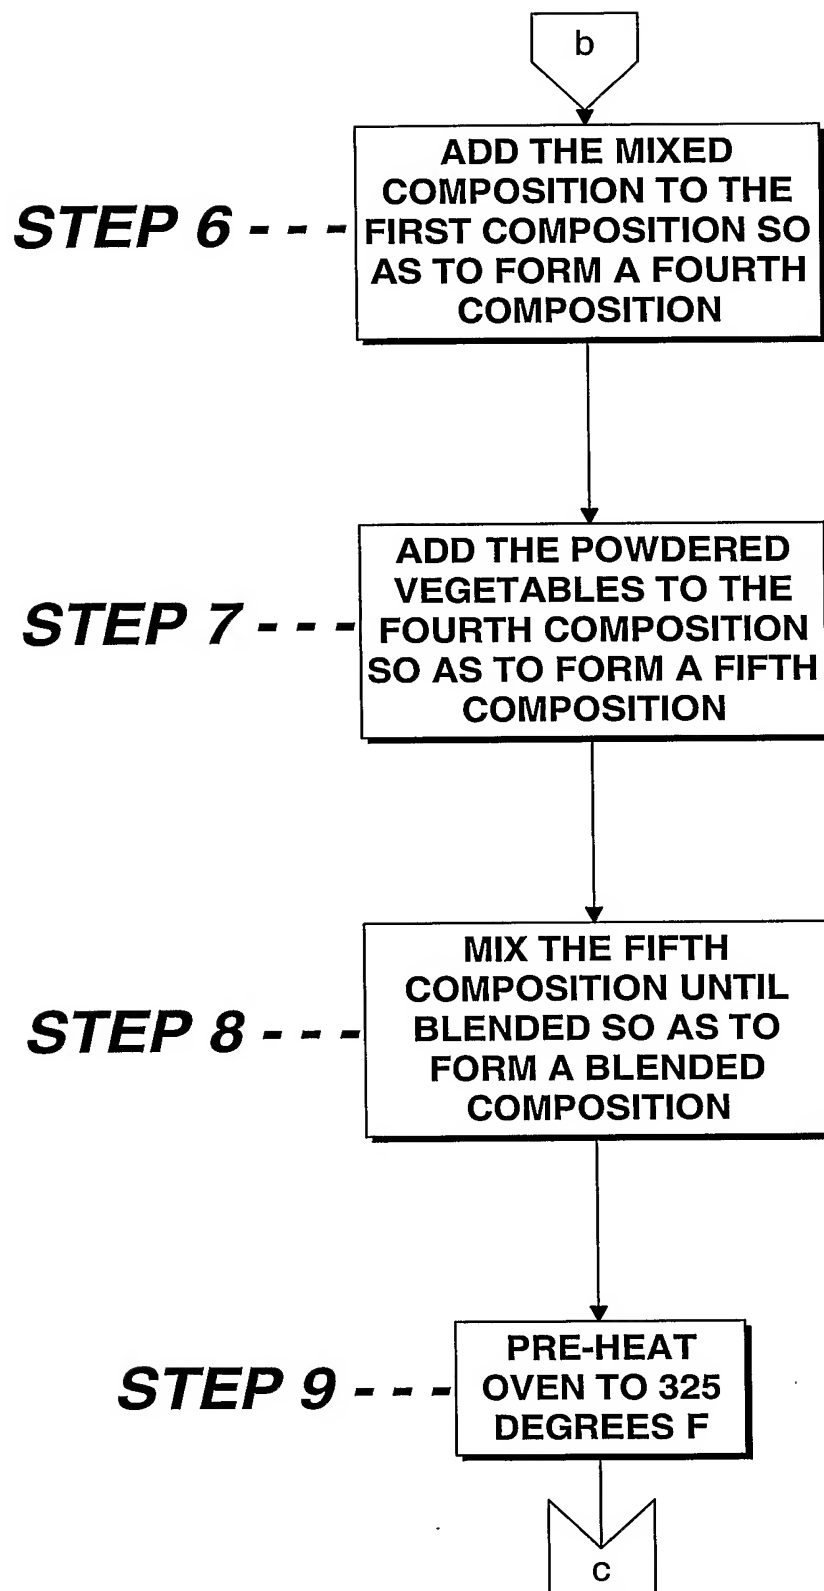 b
ADD THE MIXED
COMPOSITION TO THE
STEP 6 - - - FIRST COMPOSITION SO
AS TO FORM A FOURTH
COMPOSITION
ADD THE POWDERED
VEGETABLES TO THE
STEP 7 - - - FOURTH COMPOSITION
SO AS TO FORM A FIFTH
COMPOSITION
MIX THE FIFTH
COMPOSITION UNTIL
STEP 8 - - - BLENDED SO AS TO
FORM A BLENDED
COMPOSITION
PRE-HEAT
STEP 9 - - - OVEN TO 325
DEGREES F
c